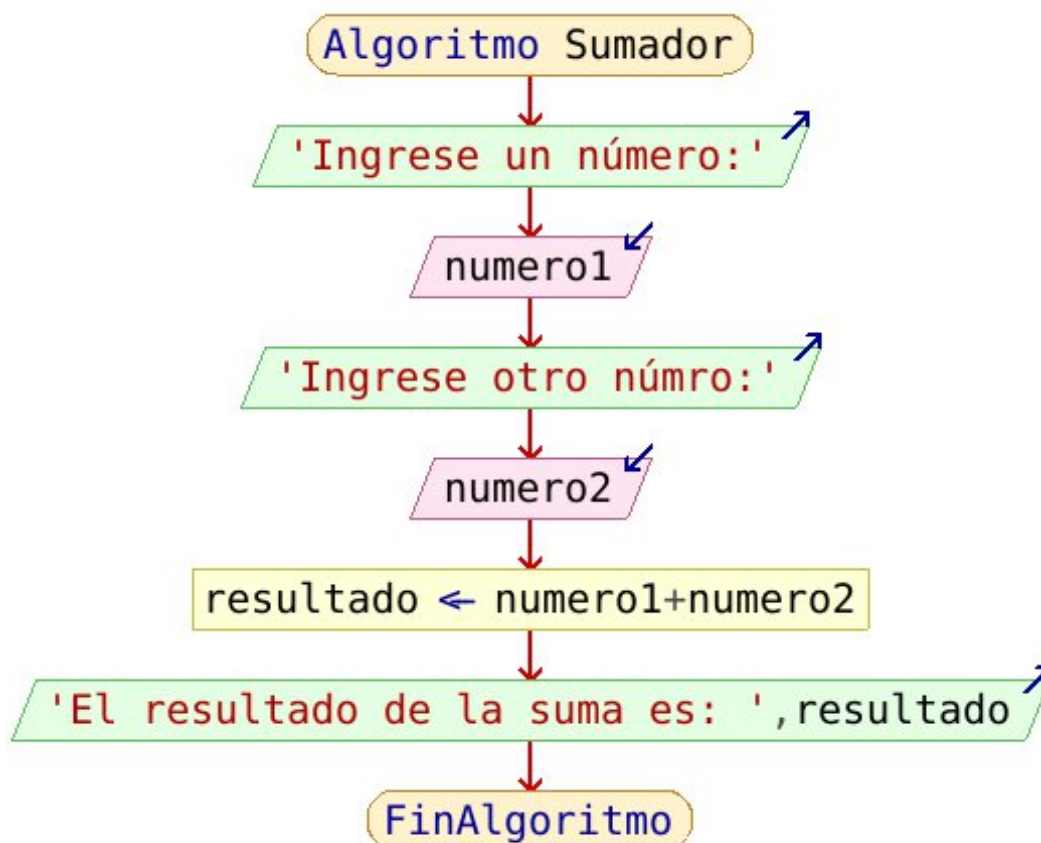 Algoritmo Sumador
'Ingrese un número:'
numero1
'Ingrese otro númro:'
numero2
resultado ← numero1+numero2
'El resultado de la suma es: ',resultado
FinAlgoritmo